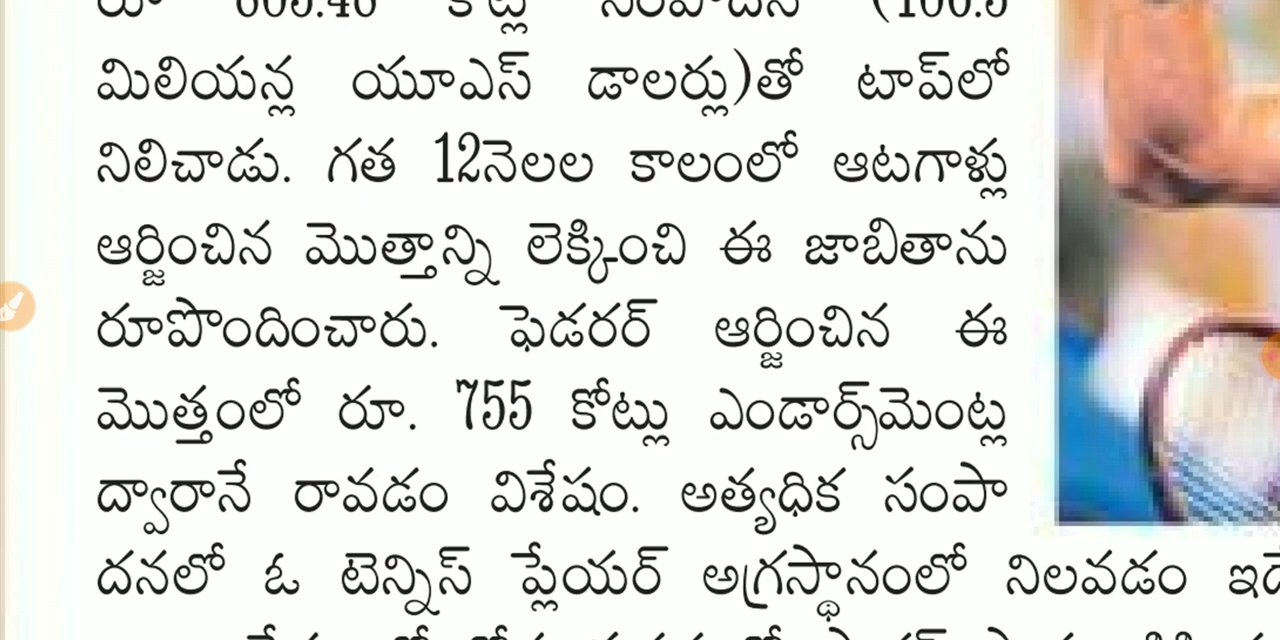 మిలియన్ల యూఎస్ డాలర్లు)తో టాప్‌లో
నిలిచాడు. గత 12నెలల కాలంలో ఆటగాళ్లు
ఆర్జించిన మొత్తాన్ని లెక్కించి ఈ జాబితాను
రూపొందించారు. ఫెడరర్ ఆర్జించిన ఈ
మొత్తంలో రూ. 755 కోట్లు ఎండార్స్‌మెంట్ల
ద్వారానే రావడం విశేషం. అత్యధిక సంపా
దనలో ఓ టెన్నిస్ ప్లేయర్ అగ్రస్థానంలో నిలవడం